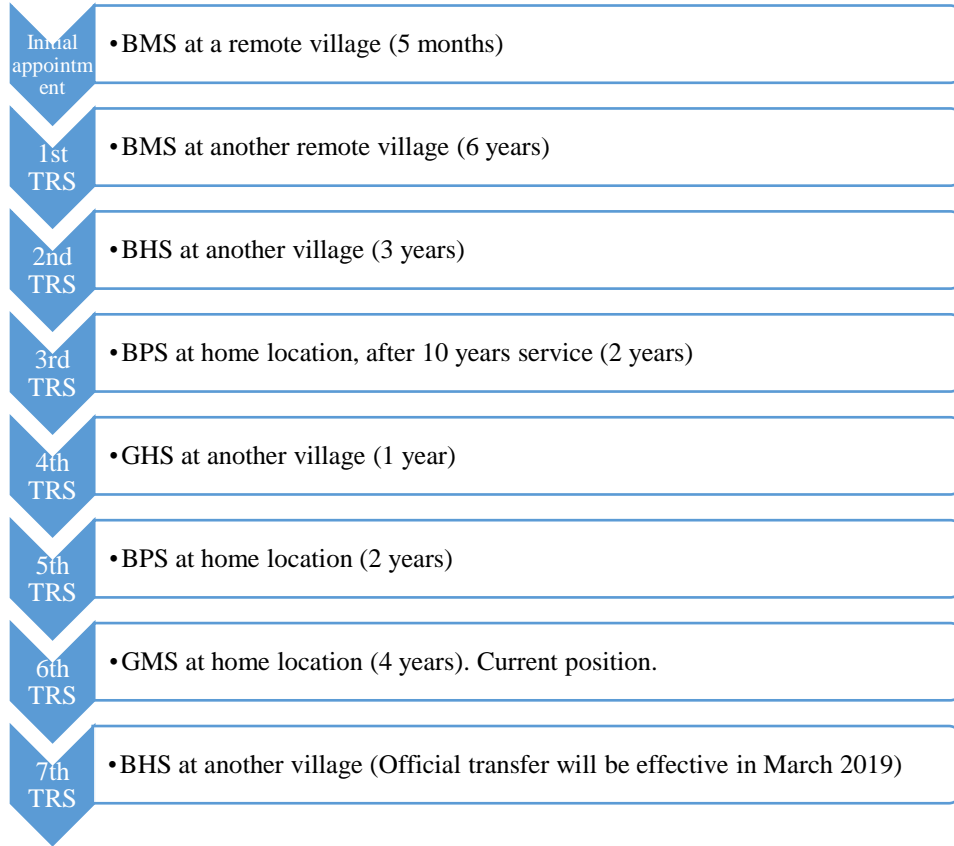 Initial
appointm
ent
•BMS at a remote village (5 months)
1st
TRS
•BMS at another remote village (6 years)
2nd
TRS
•BHS at another village (3 years)
3rd
TRS
•BPS at home location, after 10 years service (2 years)
4th
TRS
•GHS at another village (1 year)
5th
TRS
•BPS at home location (2 years)
6th
TRS
•GMS at home location (4 years). Current position.
7th
TRS
•BHS at another village (Official transfer will be effective in March 2019)